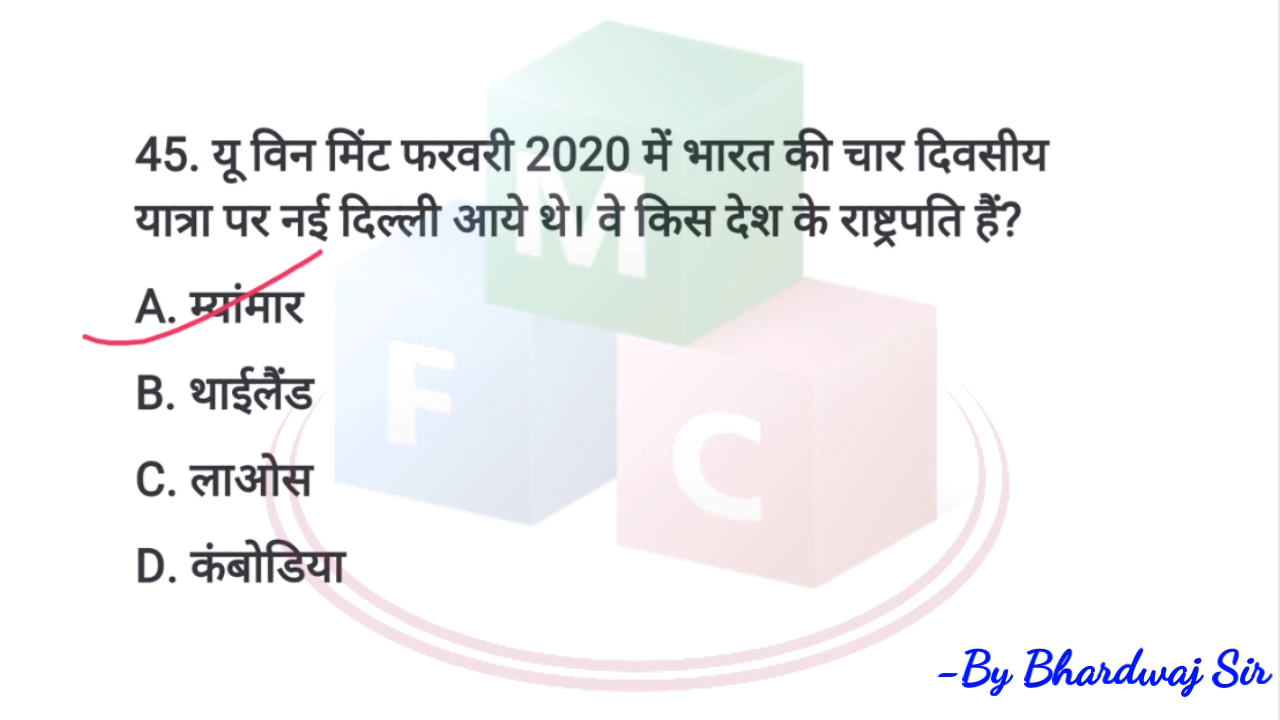 45. यू विन मिंट फरवरी 2020 में भारत की चार दिवसीय
यात्रा पर नई दिल्ली आये थे। वे किस देश के राष्ट्रपति हैं?
A. म्यांमार
B. थाईलैंड
C. लाओस
D. कंबोडिया
M
F
C
-By Bhardwaj Sir